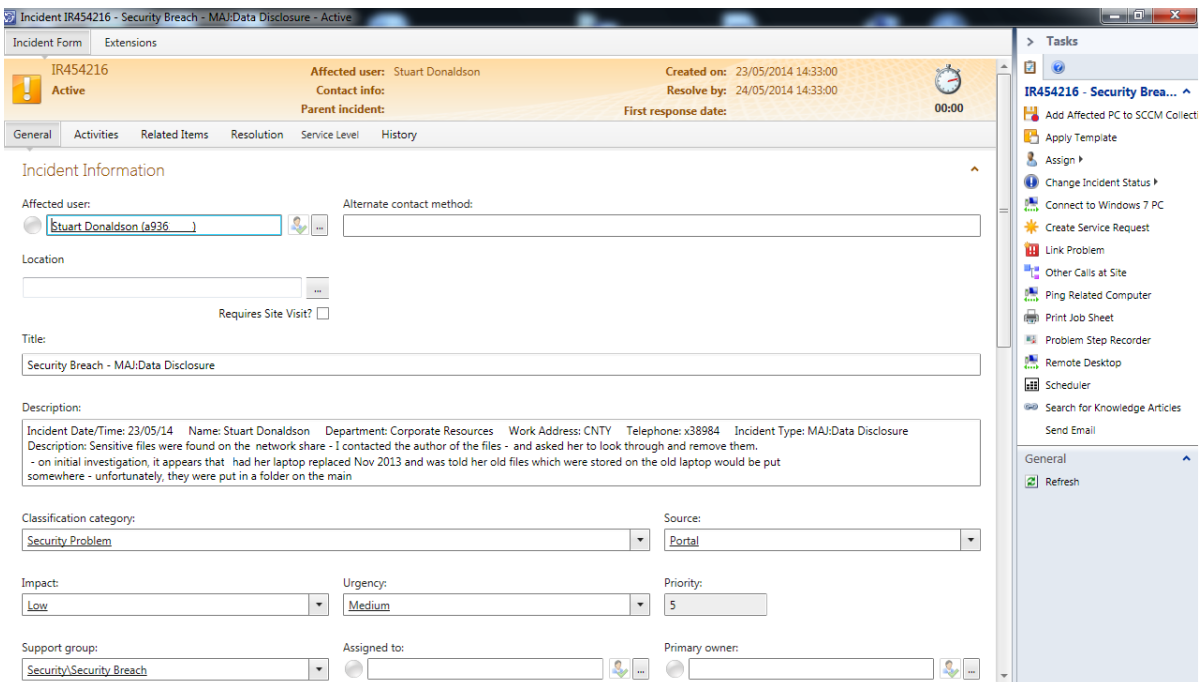 Incident IR454216 - Security Breach - MAJ:Data Disclosure - Active
Incident Form Extensions
IR454216
Active
Affected user: Stuart Donaldson
Contact info:
Parent incident:
Created on: 23/05/2014 14:33:00
Resolve by: 24/05/2014 14:33:00
First response date:
00:00
General Activities Related Items Resolution Service Level History
Incident Information
Affected user:
Stuart Donaldson (a936 )
...
Alternate contact method:
Location
...
Requires Site Visit?
Title:
Security Breach - MAJ:Data Disclosure
Description:
Incident Date/Time: 23/05/14 Name: Stuart Donaldson Department: Corporate Resources Work Address: CNTY Telephone: x38984 Incident Type: MAJ:Data Disclosure
Description: Sensitive files were found on the network share - I contacted the author of the files - and asked her to look through and remove them.
- on initial investigation, it appears that had her laptop replaced Nov 2013 and was told her old files which were stored on the old laptop would be put
somewhere - unfortunately, they were put in a folder on the main
Classification category:
Security Problem
Source:
Portal
Impact:
Low
Urgency:
Medium
Priority:
5
Support group:
Security\Security Breach
Assigned to:
...
Primary owner:
...
> Tasks
IR454216 - Security Brea...
Add Affected PC to SCCM Collecti
Apply Template
Assign
Change Incident Status
Connect to Windows 7 PC
Create Service Request
Link Problem
Other Calls at Site
Ping Related Computer
Print Job Sheet
Problem Step Recorder
Remote Desktop
Scheduler
Search for Knowledge Articles
Send Email
General
Refresh